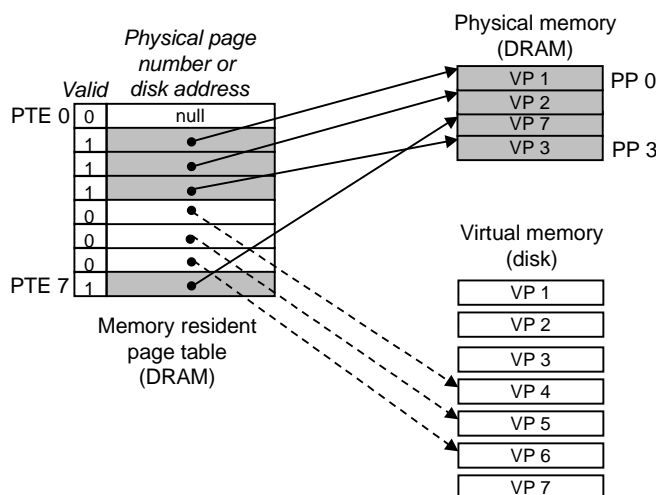 Physical page
number or
disk address
Valid
PTE 0
0
null
1
1
1
0
0
0
PTE 7
1
Memory resident
page table
(DRAM)
Physical memory
(DRAM)
VP 1
PP 0
VP 2
VP 7
VP 3
PP 3
Virtual memory
(disk)
VP 1
VP 2
VP 3
VP 4
VP 5
VP 6
VP 7